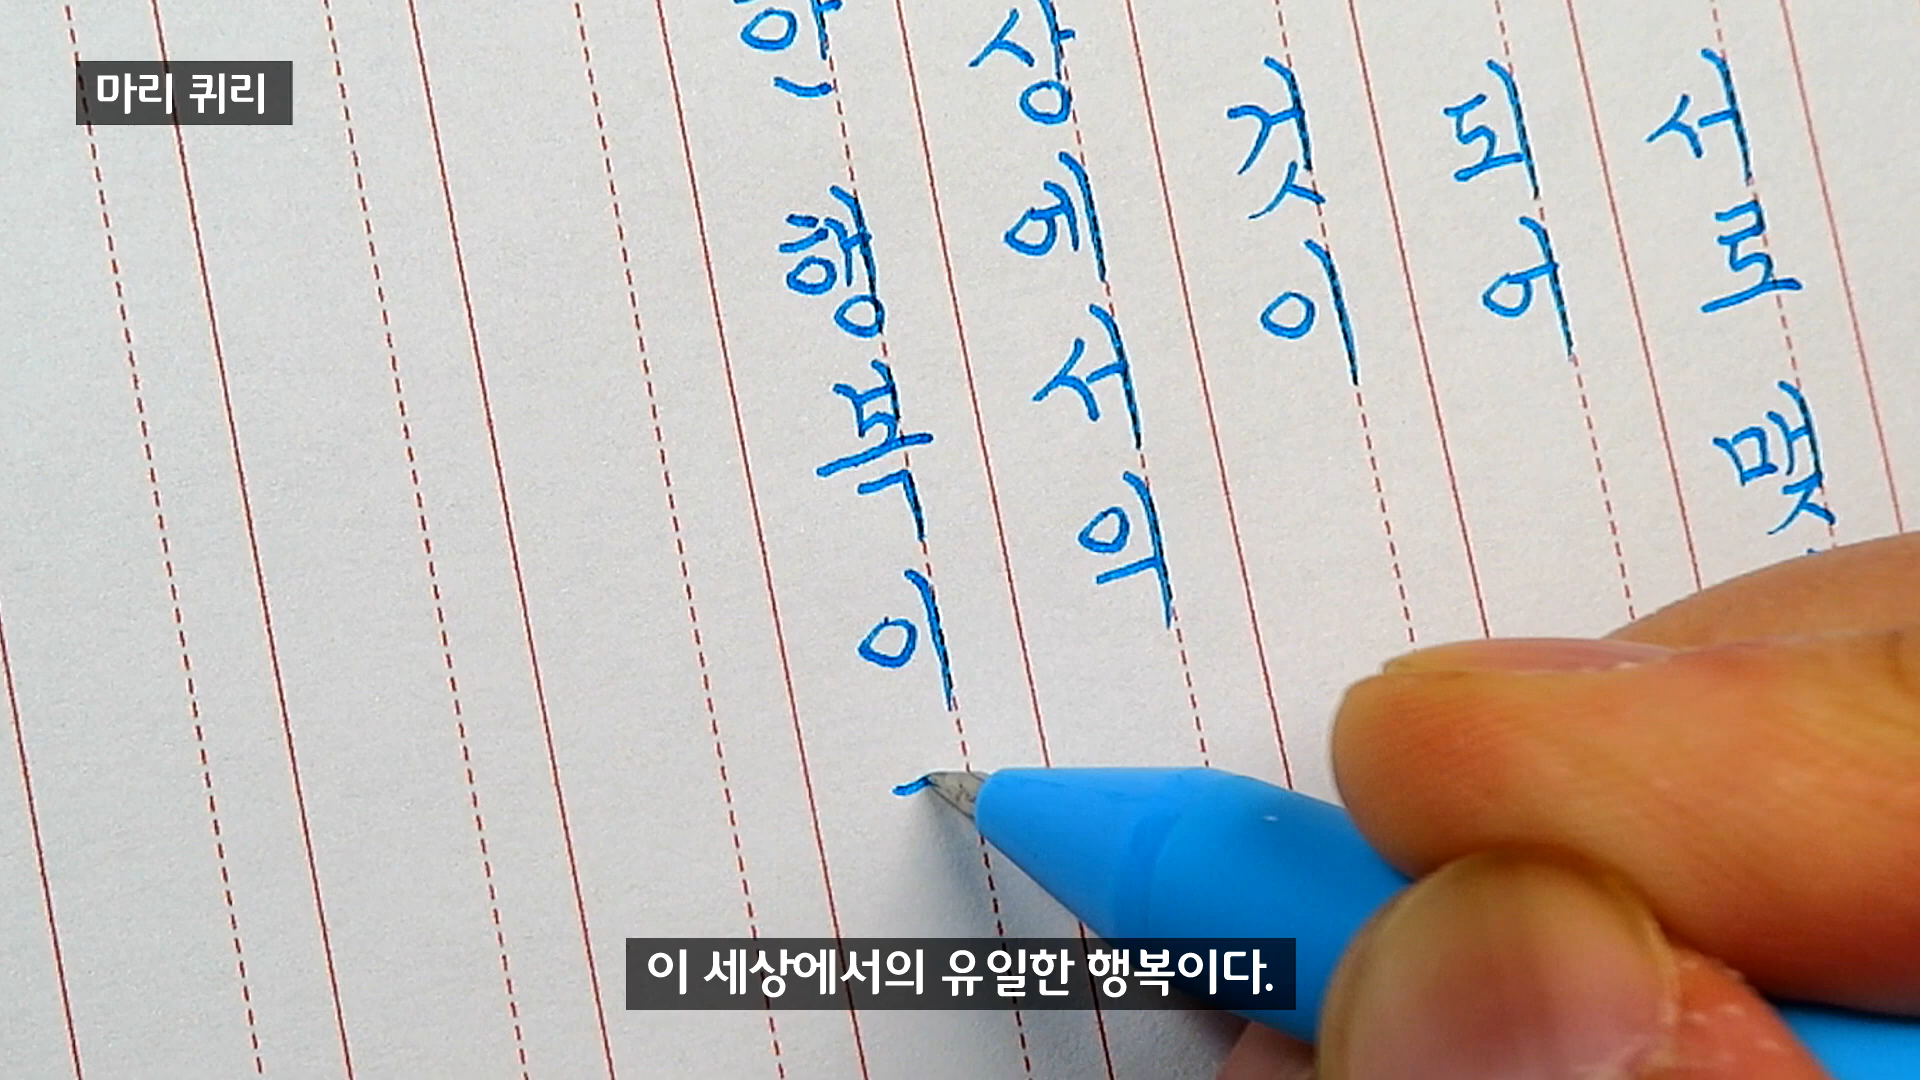 마리 퀴리
서로 맺
되어
것이
상에서의
한 행복이
이 세상에서의 유일한 행복이다.